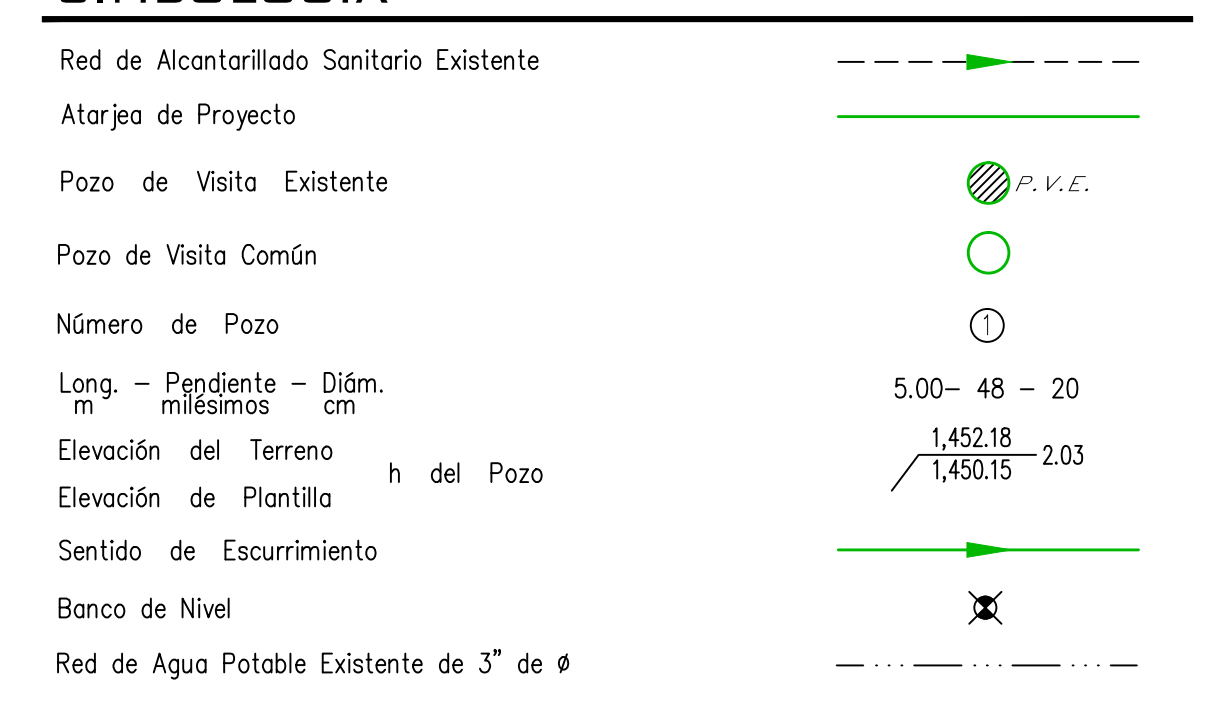 Red de Alcantarillado Sanitario Existente
Atarjea de Proyecto
Pozo de Visita Existente P.V.E.
Pozo de Visita Común
Número de Pozo 1
Long. – Pendiente – Diám. 5.00– 48 – 20
m milésimos cm
Elevación del Terreno 1,452.18
h del Pozo 2.03
Elevación de Plantilla 1,450.15
Sentido de Escurrimiento
Banco de Nivel
Red de Agua Potable Existente de 3” de ø